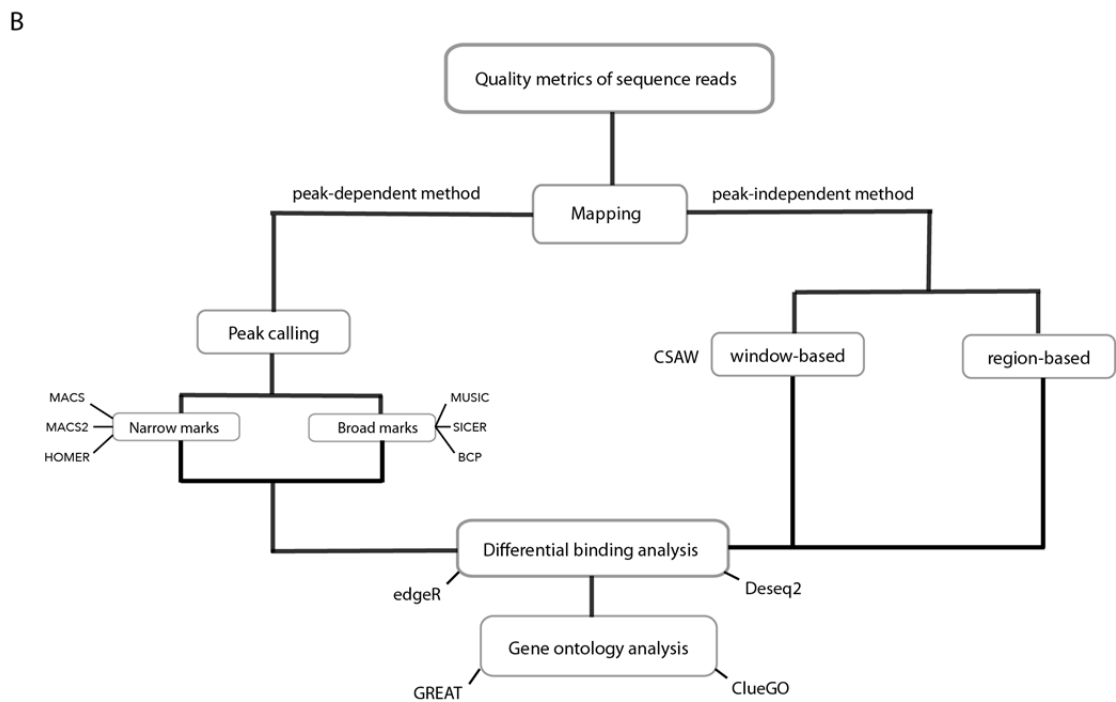 B
Quality metrics of sequence reads
peak-dependent method
Mapping
peak-independent method
Peak calling
CSAW
window-based
region-based
MACS
MACS2
HOMER
Narrow marks
Broad marks
MUSIC
SICER
BCP
Differential binding analysis
edgeR
Deseq2
Gene ontology analysis
GREAT
ClueGO